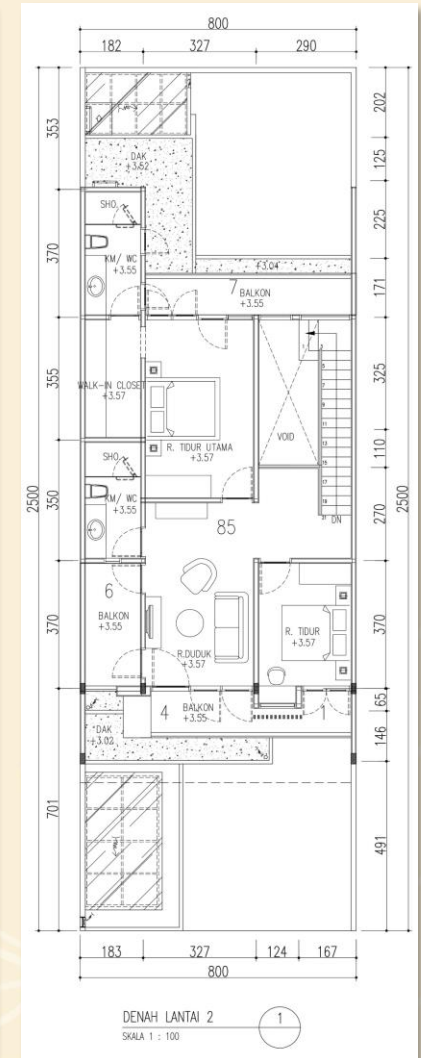 800
182
327
290
353
370
355
350
370
701
2500
202
125
225
171
325
110
270
370
65
146
491
2500
DAK
+3.52
SHO.
KM/ WC
+3.55
+3.04
7
BALKON
+3.55
WALK-IN CLOSET
+3.57
R. TIDUR UTAMA
+3.57
VOID
SHO.
KM/ WC
+3.55
DN
85
6
BALKON
+3.55
R.DUDUK
+3.57
R. TIDUR
+3.57
4
BALKON
+3.55
1
DAK
+3.02
183
327
124
167
800
DENAH LANTAI 2
SKALA 1 : 100
1